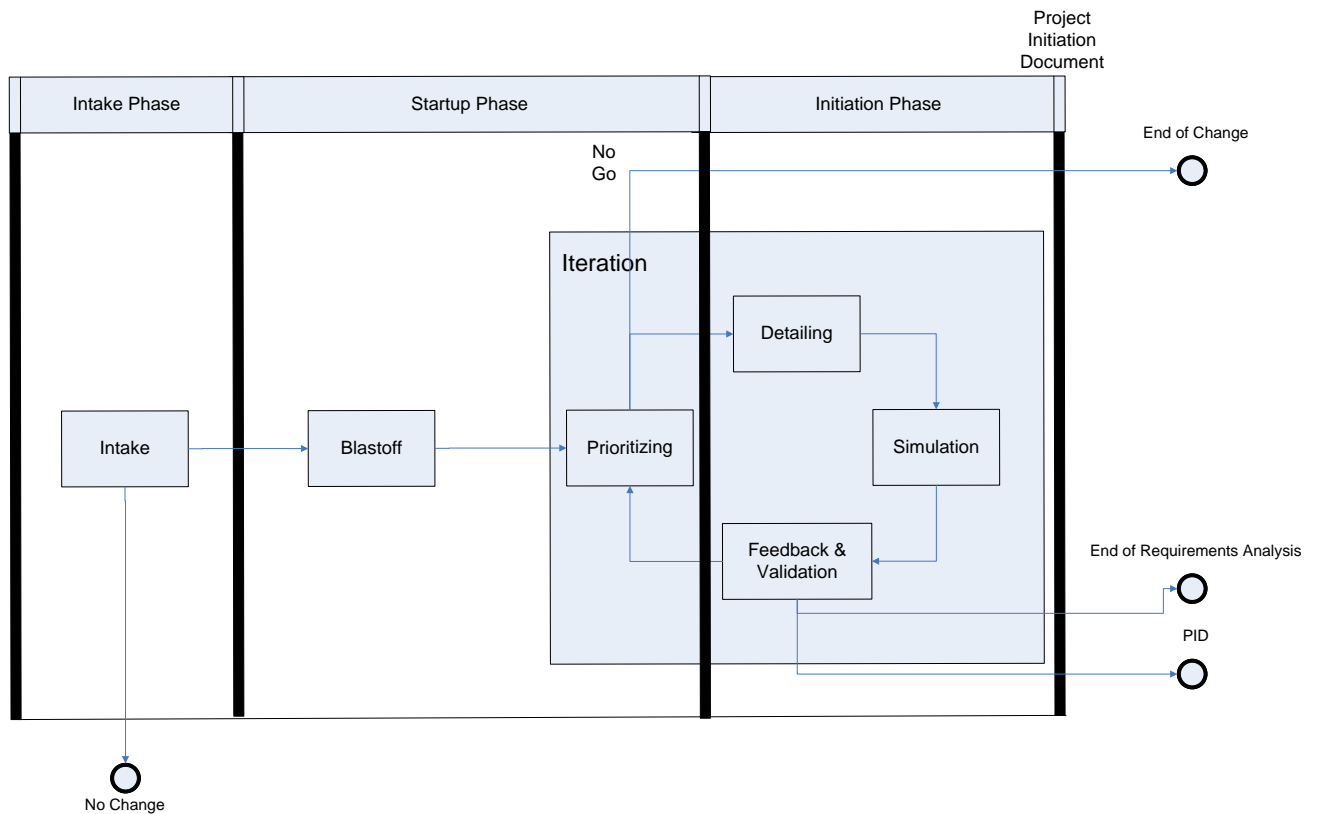 Project
Initiation
Document
Intake Phase
Startup Phase
Initiation Phase
No
Go
End of Change
Iteration
Detailing
Intake
Blastoff
Prioritizing
Simulation
Feedback &
Validation
End of Requirements Analysis
PID
No Change